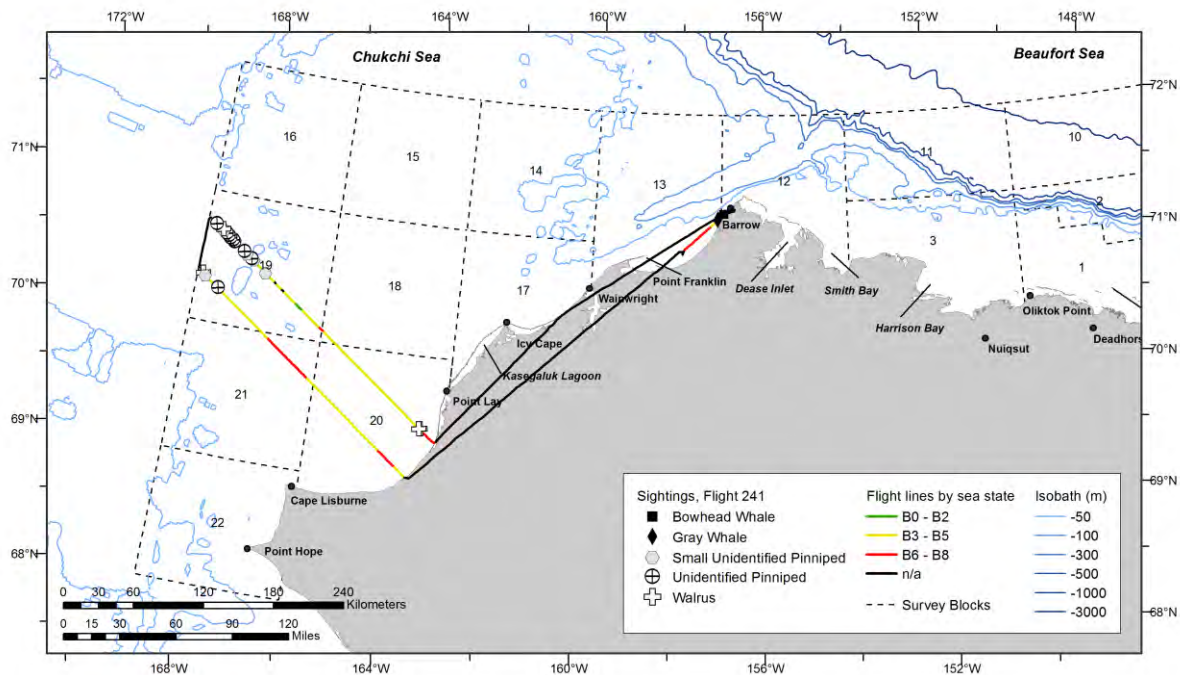 172°W 168°W 164°W 160°W 156°W 152°W 148°W
Chukchi Sea
Beaufort Sea
72°N
16
15
14
13
12
11
10
2
71°N
71°N
Barrow
3
1
19
18
17
Point Franklin
Dease Inlet
Smith Bay
Harrison Bay
Oliktok Point
70°N
Wainwright
Icy Cape
Nuiqsut
Deadhors
Kasegaluk Lagoon
70°N
Point Lay
21
20
69°N
Cape Lisburne
69°N
22
Point Hope
68°N
68°N
Sightings, Flight 241
Bowhead Whale
Gray Whale
Small Unidentified Pinniped
Unidentified Pinniped
Walrus
Flight lines by sea state
B0 - B2
B3 - B5
B6 - B8
n/a
Survey Blocks
Isobath (m)
-50
-100
-300
-500
-1000
-3000
0 30 60 120 180 240
Kilometers
0 15 30 60 90 120
Miles
168°W 164°W 160°W 156°W 152°W